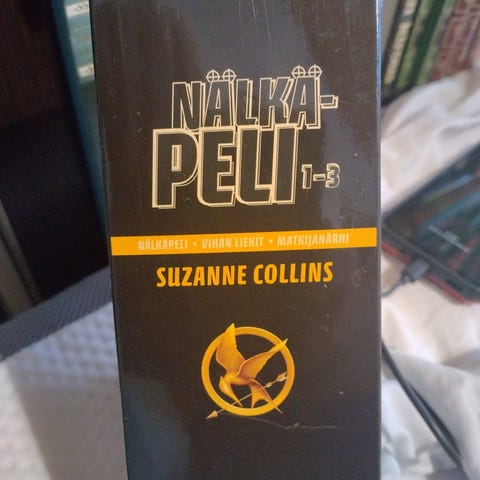 NÄLKÄ-
PELI 1-3
NÄLKÄPELI • VIHAN LIEKIT • MATKIJANÄRHI
SUZANNE COLLINS